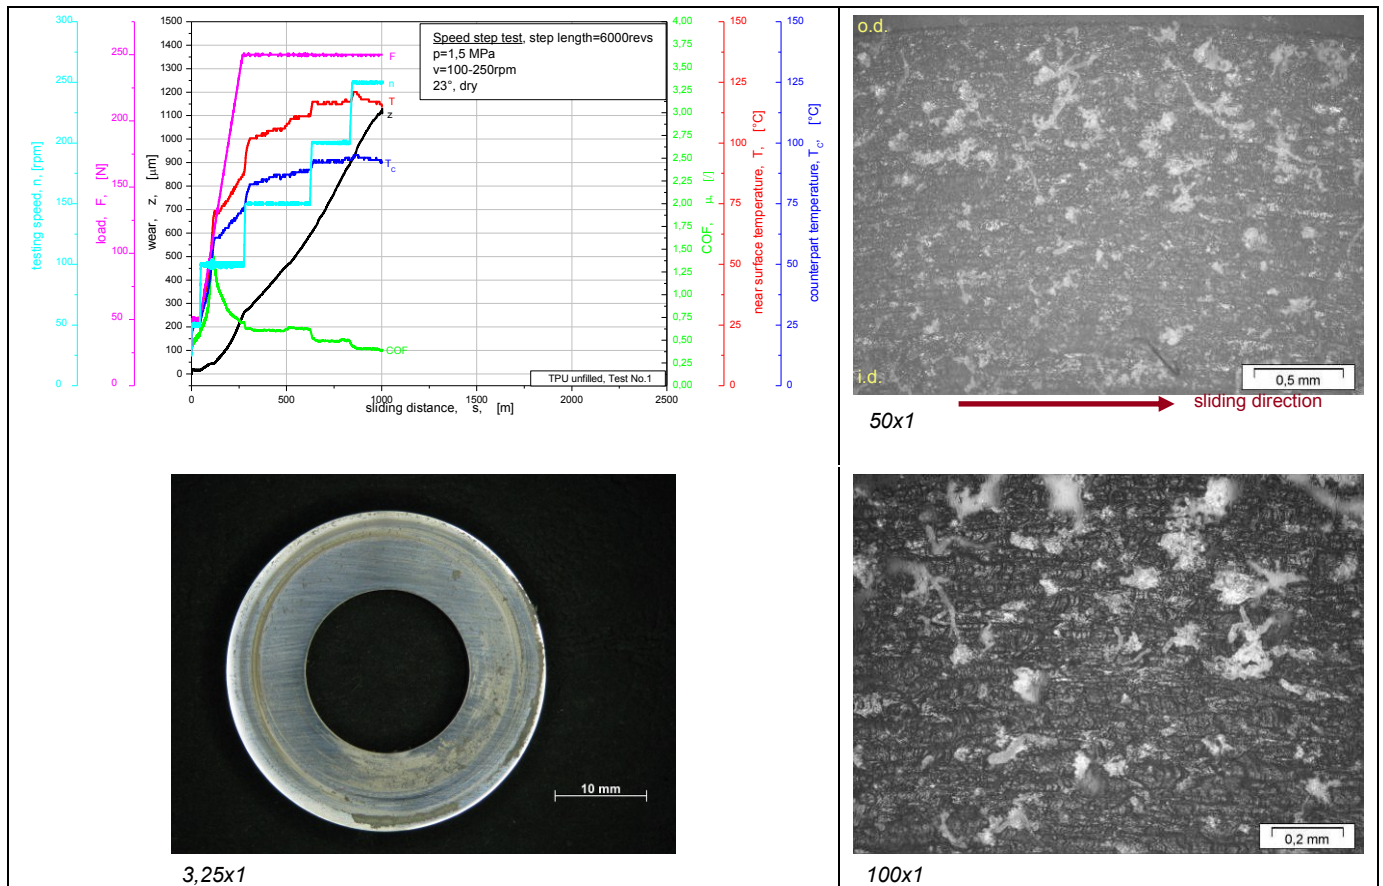 Speed step test, step length=6000revs
p=1,5 MPa
v=100-250rpm
23°, dry
testing speed, n, [rpm]
300
250
200
150
100
50
0
load, F, [N]
250
200
150
100
50
0
wear, z, [µm]
1500
1400
1300
1200
1100
1000
900
800
700
600
500
400
300
200
100
0
F
n
T
z
Tc
COF
TPU unfilled, Test No.1
0
500
1000
1500
2000
2500
sliding distance, s, [m]
COF, µ, [/]
4,00
3,75
3,50
3,25
3,00
2,75
2,50
2,25
2,00
1,75
1,50
1,25
1,00
0,75
0,50
0,25
0,00
near surface temperature, T, [°C]
150
125
100
75
50
25
0
counterpart temperature, Tc, [°C]
150
125
100
75
50
25
0
o.d.
i.d.
0,5 mm
sliding direction
50x1
10 mm
3,25x1
0,2 mm
100x1